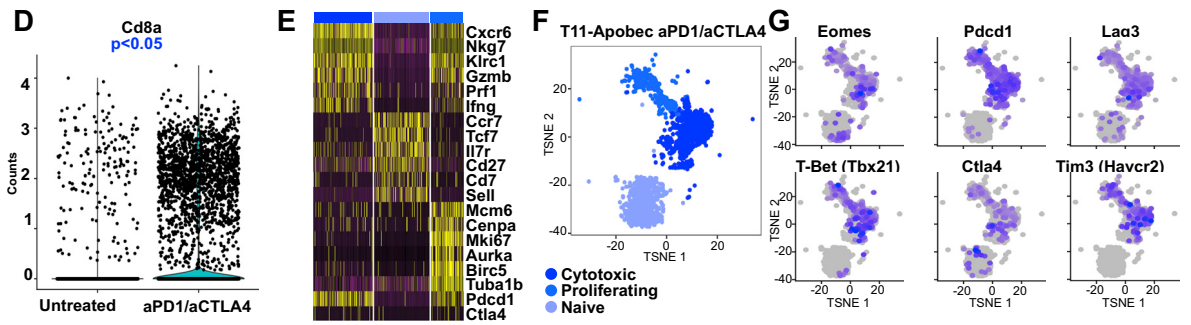 D
Cd8a
p<0.05
Counts
4
3
2
1
0
Untreated
aPD1/aCTLA4
E
Cxcr6
Nkg7
Klrc1
Gzmb
Prf1
Ifng
Ccr7
Tcf7
Il7r
Cd27
Cd7
Sell
Mcm6
Cenpa
Mki67
Aurka
Birc5
Tuba1b
Pdcd1
Ctla4
F
T11-Apobec aPD1/aCTLA4
TSNE 2
20
0
-20
-40
-20 0 20
TSNE 1
Cytotoxic
Proliferating
Naive
G
Eomes
Pdcd1
Lag3
TSNE 2
20
0
-20
-40
T-Bet (Tbx21)
Ctla4
Tim3 (Havcr2)
TSNE 2
20
0
-20
-40
-20 0 20
-20 0 20
-20 0 20
TSNE 1
TSNE 1
TSNE 1